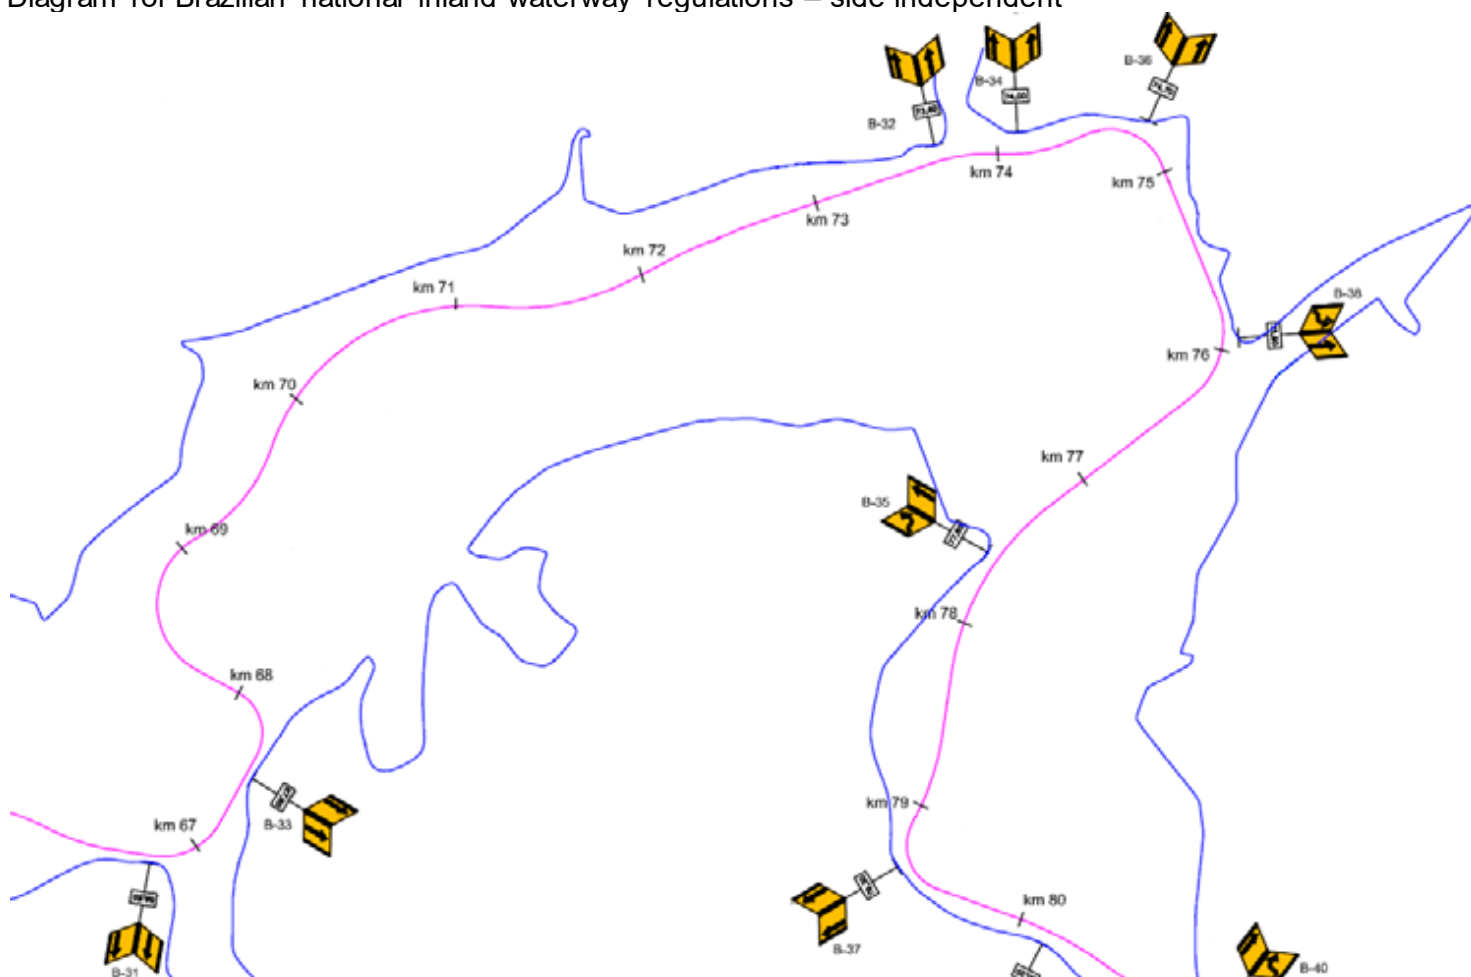 Diagram for Brazilian national inland waterway regulations – side independent
B-36
B-34
B-32
km 74
km 75
km 73
km 72
km 71
B-38
km 76
km 70
km 77
B-35
km 69
km 78
km 68
km 79
B-33
km 67
km 80
B-37
B-40
B-31